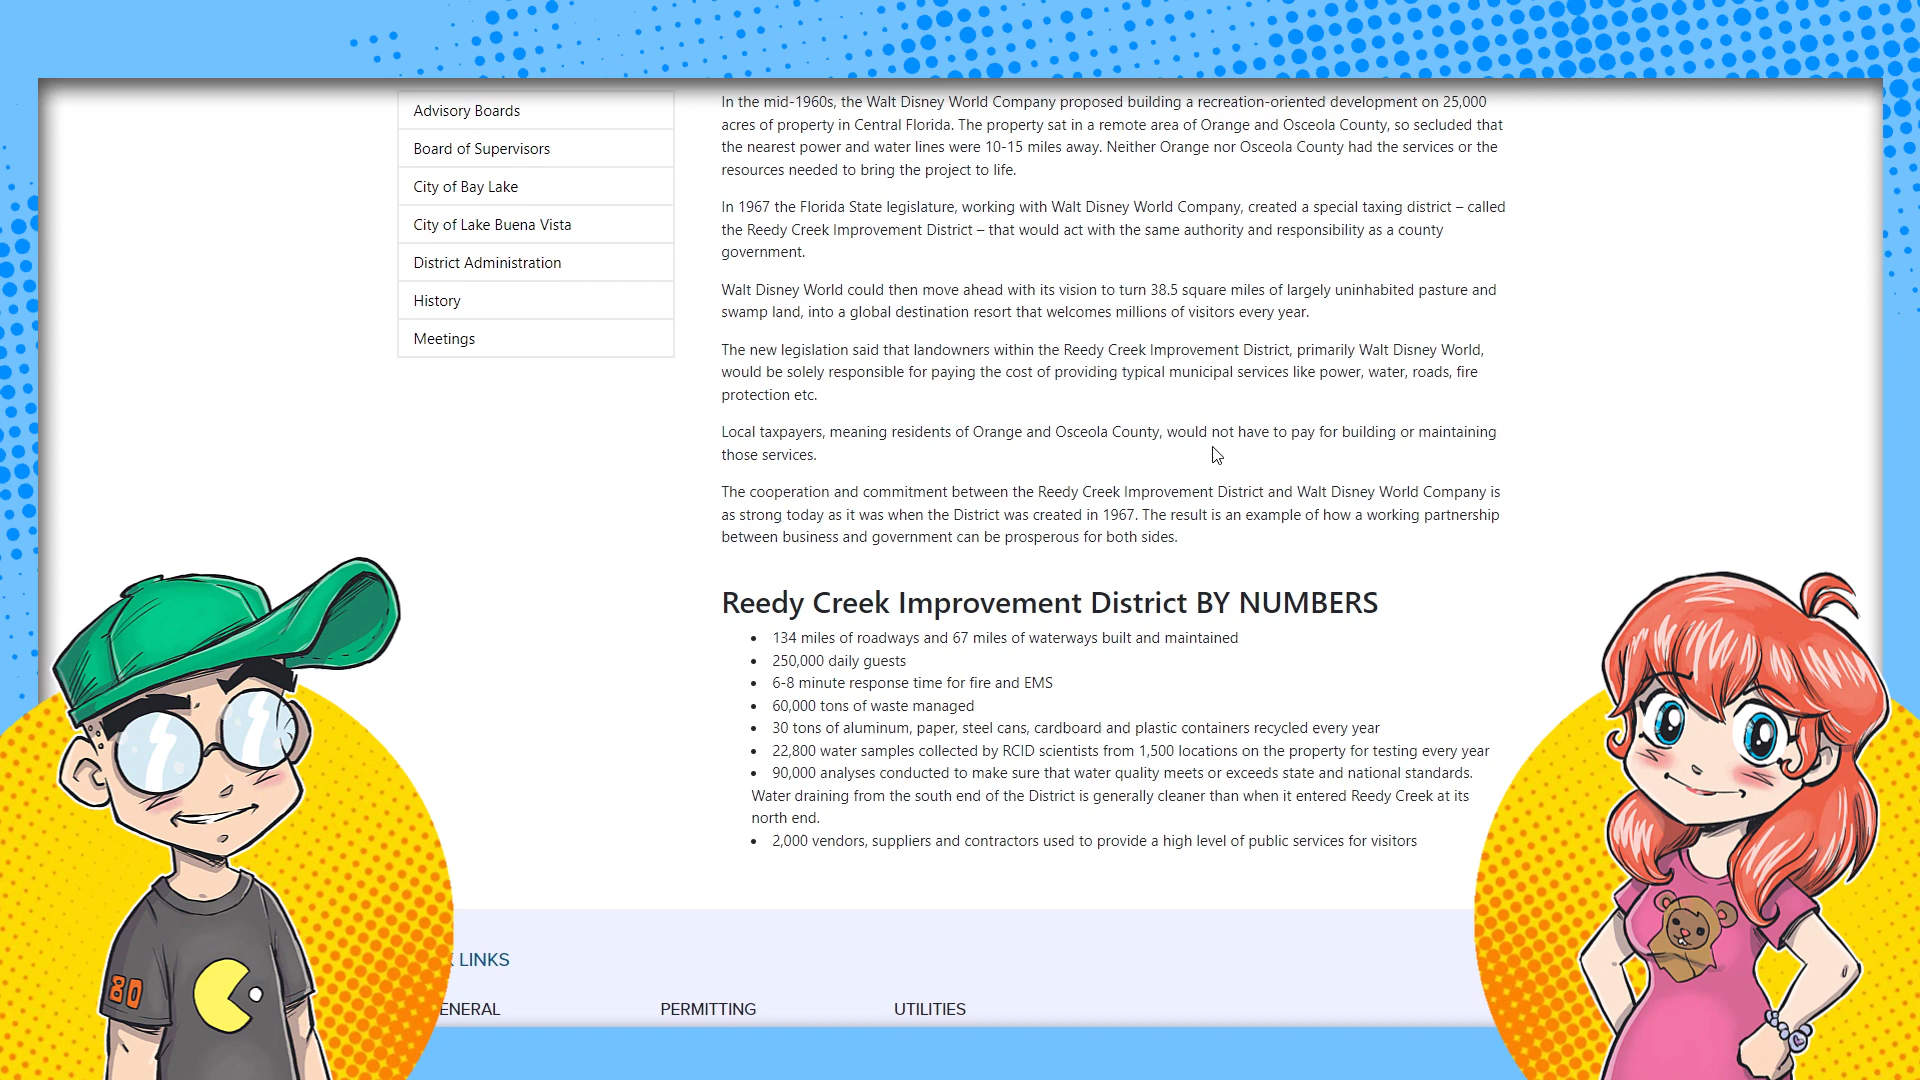 Advisory Boards
Board of Supervisors
City of Bay Lake
City of Lake Buena Vista
District Administration
History
Meetings
In the mid-1960s, the Walt Disney World Company proposed building a recreation-oriented development on 25,000
acres of property in Central Florida. The property sat in a remote area of Orange and Osceola County, so secluded that
the nearest power and water lines were 10-15 miles away. Neither Orange nor Osceola County had the services or the
resources needed to bring the project to life.
In 1967 the Florida State legislature, working with Walt Disney World Company, created a special taxing district – called
the Reedy Creek Improvement District – that would act with the same authority and responsibility as a county
government.
Walt Disney World could then move ahead with its vision to turn 38.5 square miles of largely uninhabited pasture and
swamp land, into a global destination resort that welcomes millions of visitors every year.
The new legislation said that landowners within the Reedy Creek Improvement District, primarily Walt Disney World,
would be solely responsible for paying the cost of providing typical municipal services like power, water, roads, fire
protection etc.
Local taxpayers, meaning residents of Orange and Osceola County, would not have to pay for building or maintaining
those services.
The cooperation and commitment between the Reedy Creek Improvement District and Walt Disney World Company is
as strong today as it was when the District was created in 1967. The result is an example of how a working partnership
between business and government can be prosperous for both sides.
Reedy Creek Improvement District BY NUMBERS
• 134 miles of roadways and 67 miles of waterways built and maintained
• 250,000 daily guests
• 6-8 minute response time for fire and EMS
• 60,000 tons of waste managed
• 30 tons of aluminum, paper, steel cans, cardboard and plastic containers recycled every year
• 22,800 water samples collected by RCID scientists from 1,500 locations on the property for testing every year
• 90,000 analyses conducted to make sure that water quality meets or exceeds state and national standards.
Water draining from the south end of the District is generally cleaner than when it entered Reedy Creek at its
north end.
• 2,000 vendors, suppliers and contractors used to provide a high level of public services for visitors
LINKS
ENERAL
PERMITTING
UTILITIES
80